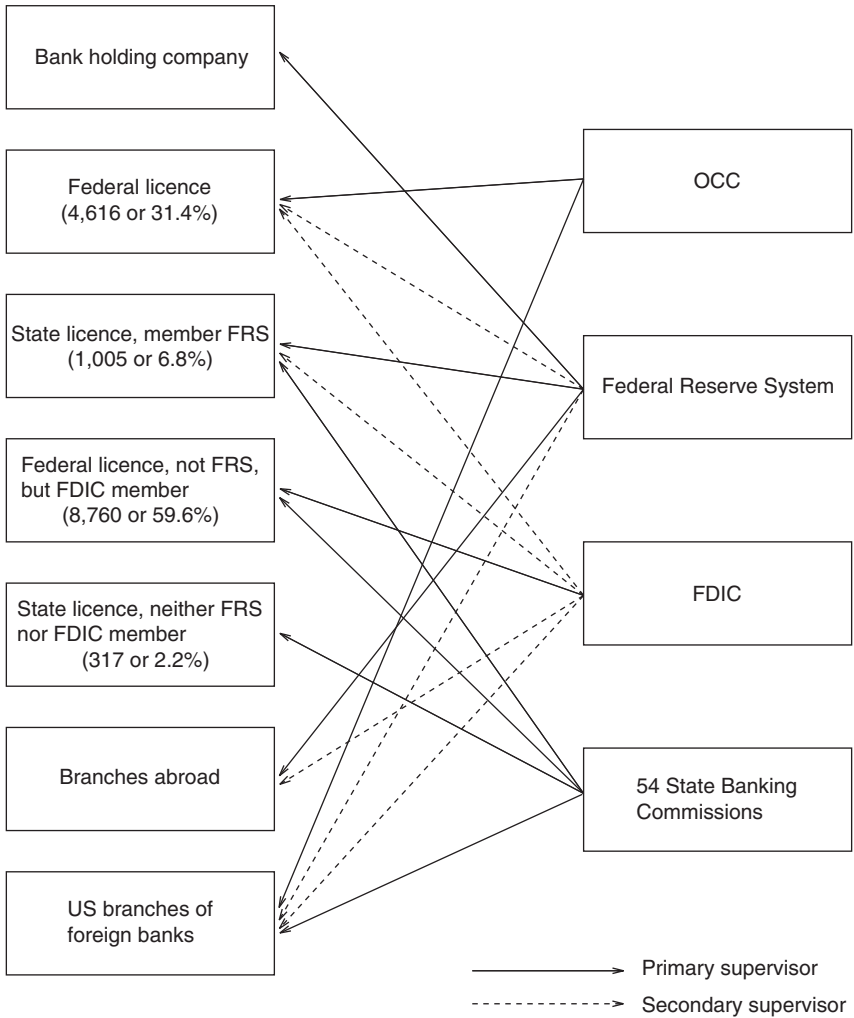 Bank holding company
Federal licence
(4,616 or 31.4%)
State licence, member FRS
(1,005 or 6.8%)
Federal licence, not FRS,
but FDIC member
(8,760 or 59.6%)
State licence, neither FRS
nor FDIC member
(317 or 2.2%)
Branches abroad
US branches of
foreign banks
OCC
Federal Reserve System
FDIC
54 State Banking
Commissions
Primary supervisor
Secondary supervisor